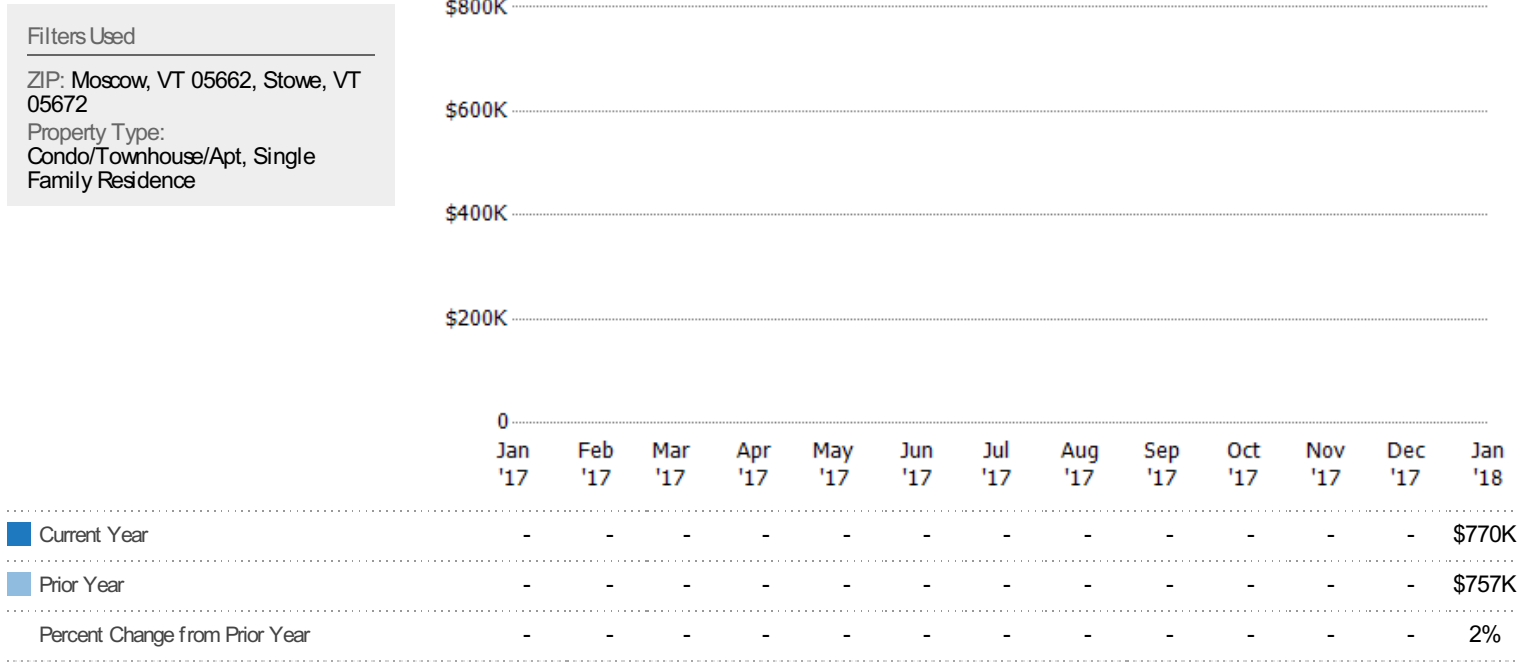 Filters Used
ZIP: Moscow, VT 05662, Stowe, VT
05672
Property Type:
Condo/Townhouse/Apt, Single
Family Residence
$800K
$600K
$400K
$200K
0
Jan Feb Mar Apr May Jun Jul Aug Sep Oct Nov Dec Jan
'17 '17 '17 '17 '17 '17 '17 '17 '17 '17 '17 '17 '18
Current Year - - - - - - - - - - - - $770K
Prior Year - - - - - - - - - - - - $757K
Percent Change from Prior Year - - - - - - - - - - - - 2%